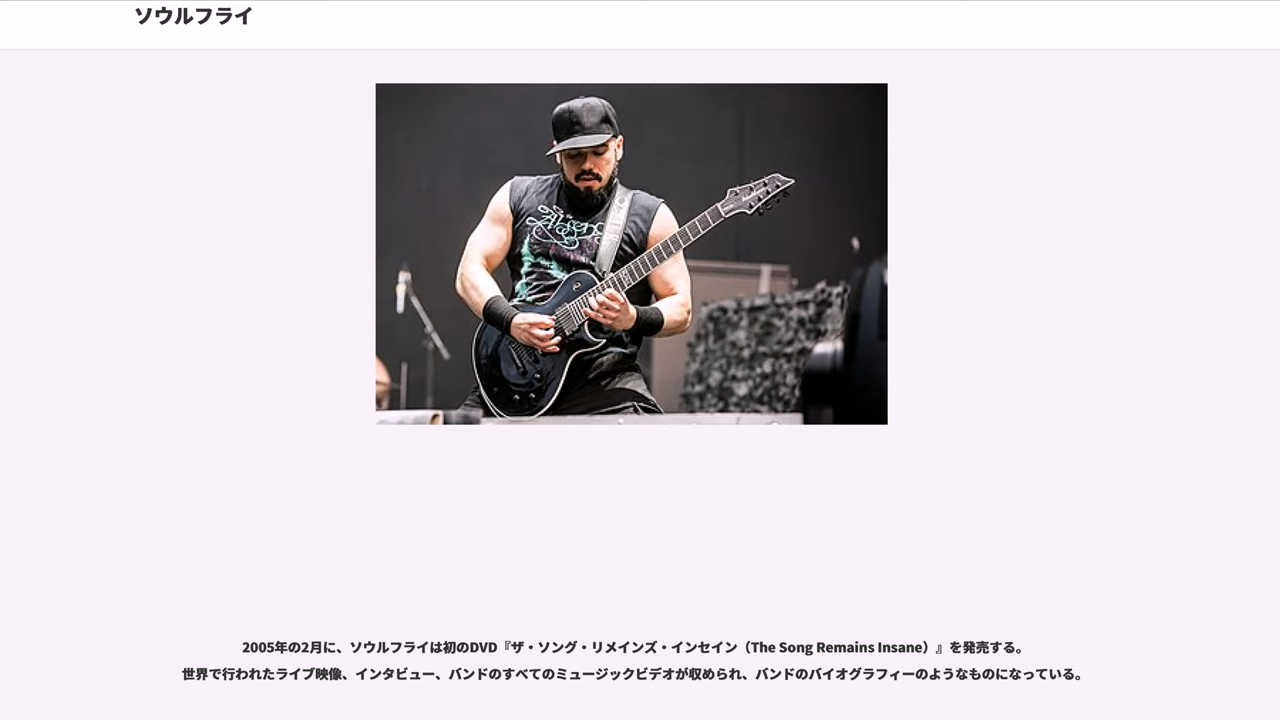 ソウルフライ
2005年の2月に、ソウルフライは初のDVD『ザ・ソング・リメインズ・インセイン（The Song Remains Insane）』を発売する。
世界で行われたライブ映像、インタビュー、バンドのすべてのミュージックビデオが収められ、バンドのバイオグラフィーのようなものになっている。